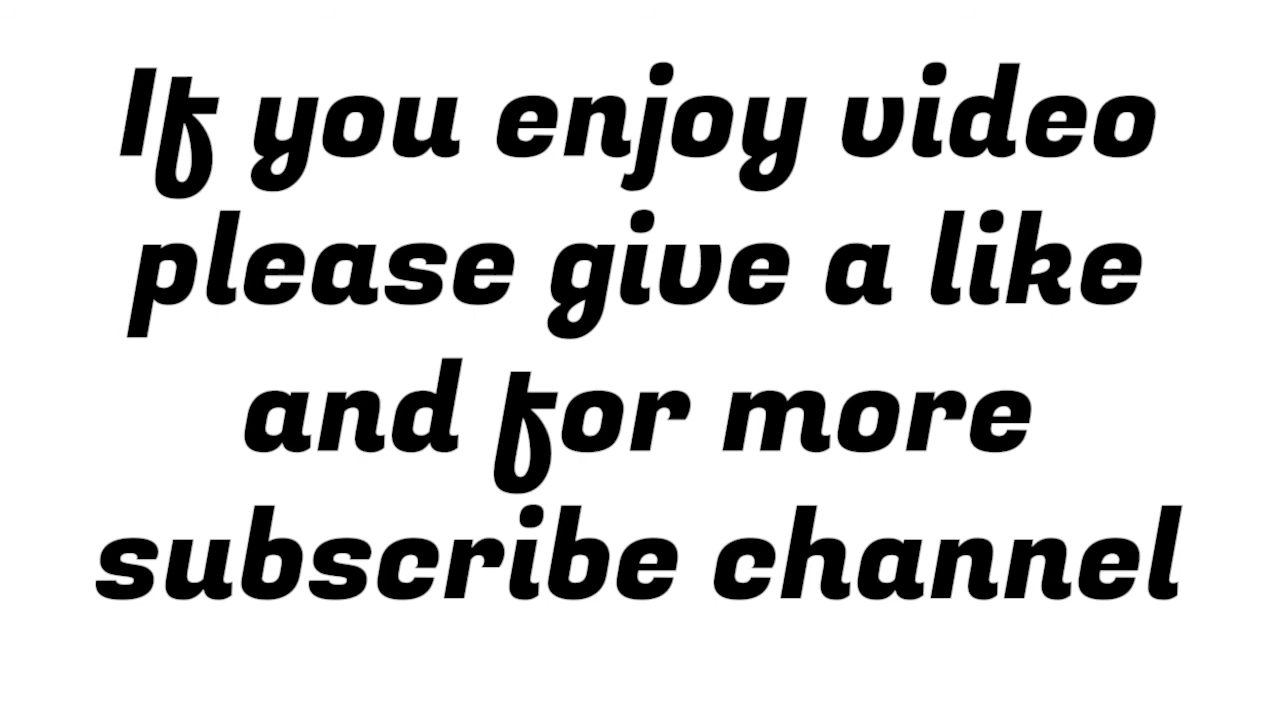 If you enjoy video
please give a like
and for more
subscribe channel